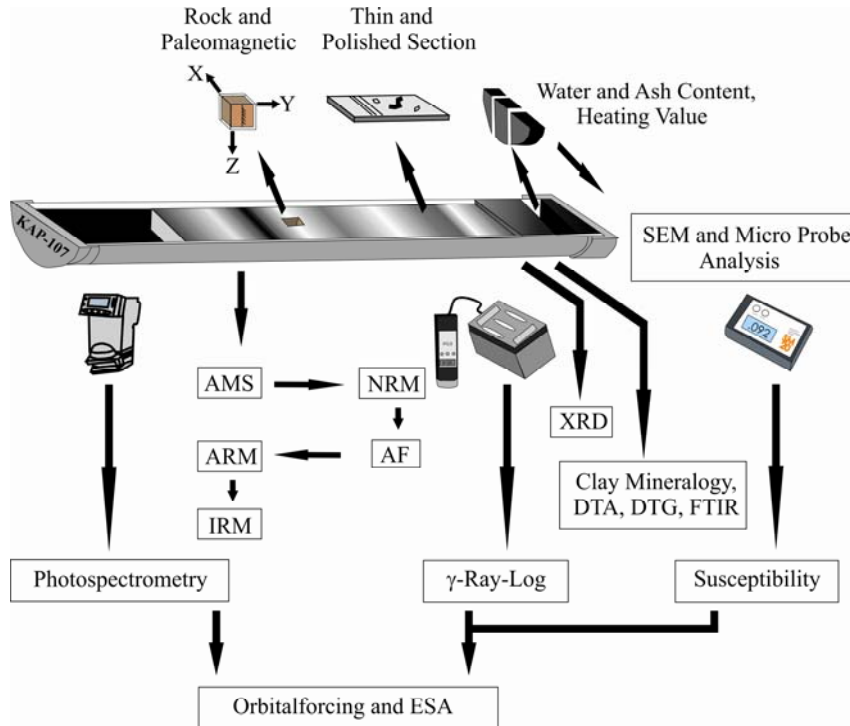 Rock and
Paleomagnetic
Thin and
Polished Section
Water and Ash Content,
Heating Value
X
Y
Z
KAP-107
SEM and Micro Probe
Analysis
.092
AMS
NRM
XRD
ARM
AF
IRM
Clay Mineralogy,
DTA, DTG, FTIR
Photospectrometry
γ-Ray-Log
Susceptibility
Orbitalforcing and ESA